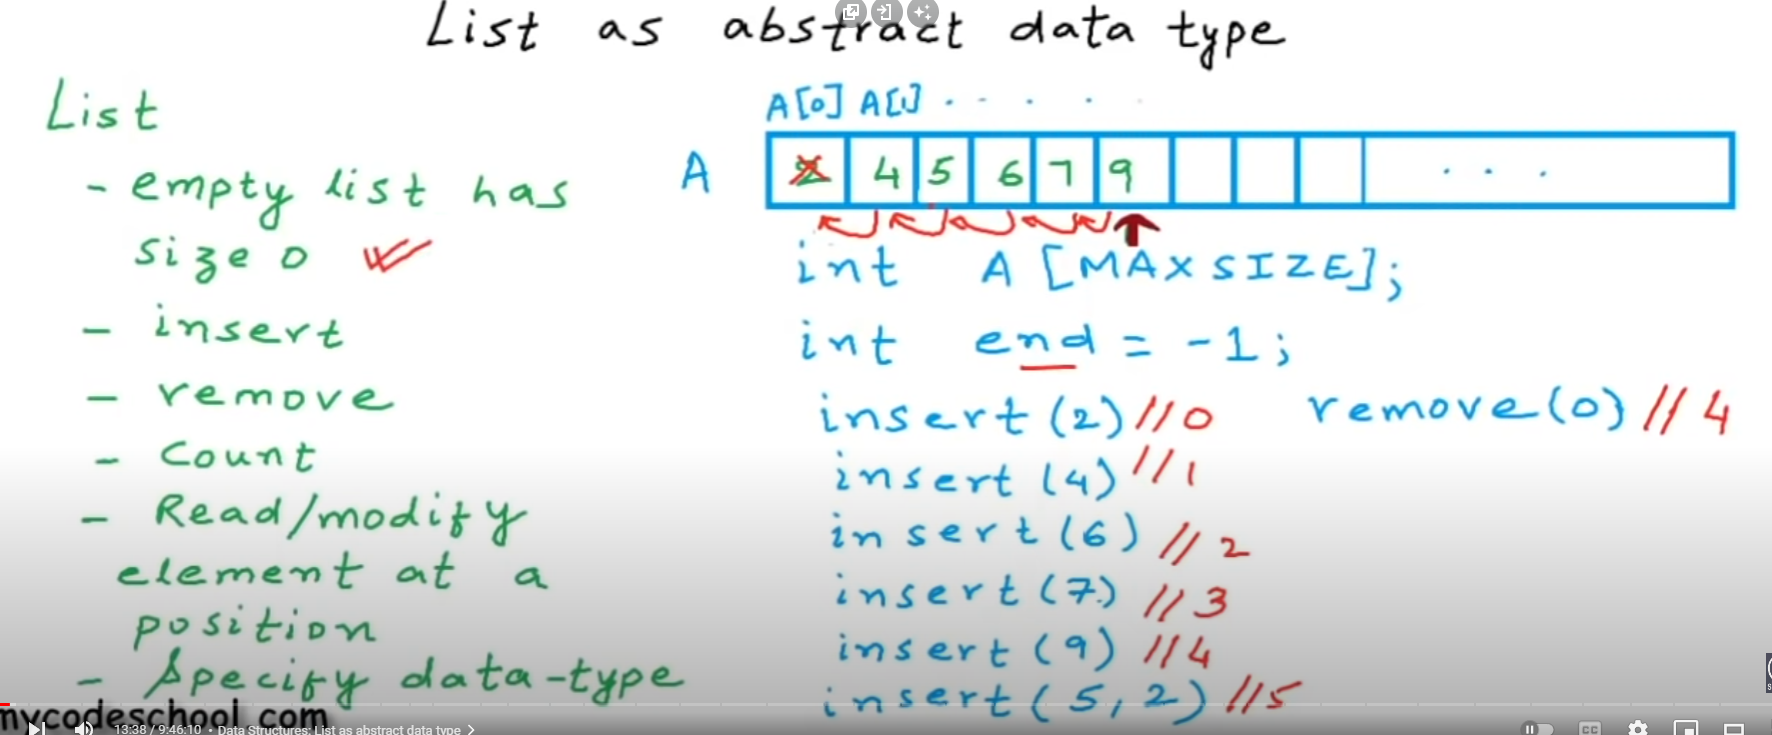 List as abstract data type
List
- empty list has
size 0
- insert
- remove
- Count
- Read/modify
element at a
position
- Specify data-type
A[0] A[1] . . . .
A 2 4 5 6 7 9 . . .
int A [MAXSIZE];
int end = -1;
insert (2) //0 remove (0) // 4
insert (4) //1
insert (6) //2
insert (7) //3
insert (9) //4
insert (5, 2) //5
mycodeschool.com
13:38 / 9:46:10 • Data Structures: List as abstract data type >
CC